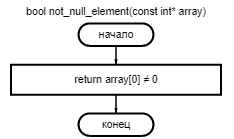 bool not_null_element(const int* array)
начало
return array[0] ≠ 0
конец